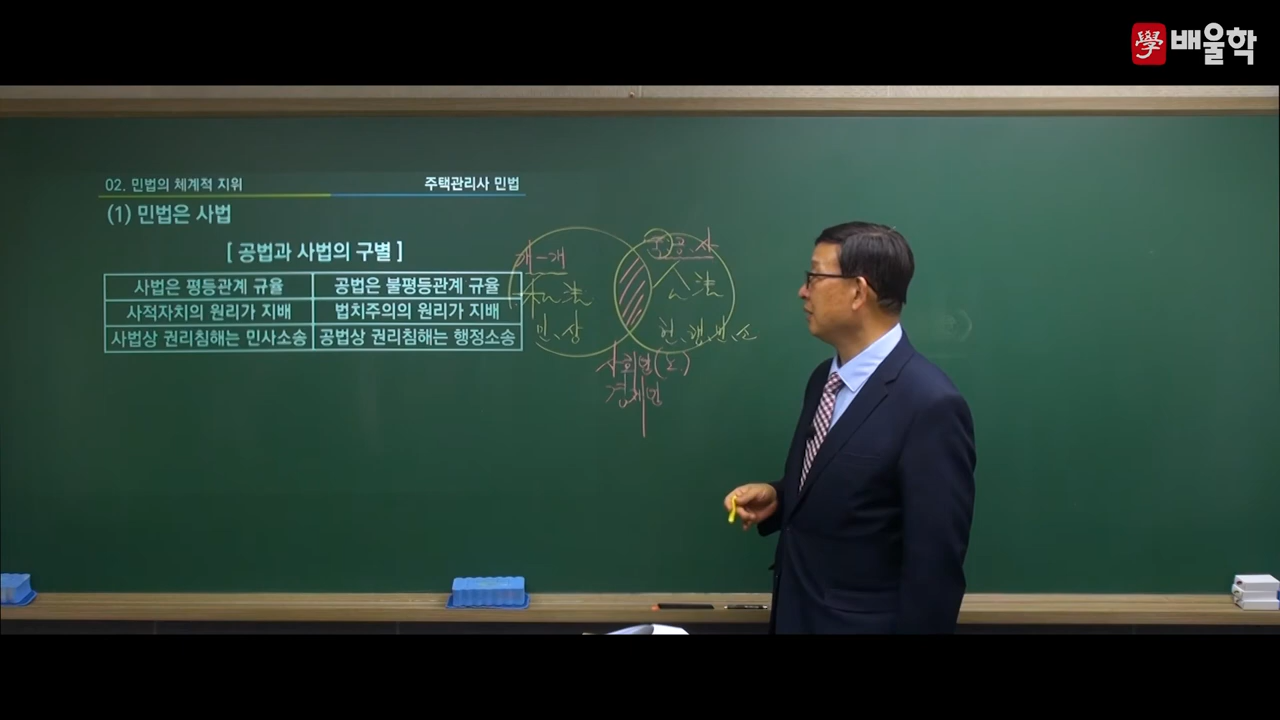 學 배울학
02. 민법의 체계적 지위 주택관리사 민법
(1) 민법은 사법
[ 공법과 사법의 구별 ]
사법은 평등관계 규율 공법은 불평등관계 규율
사적자치의 원리가 지배 법치주의의 원리가 지배
사법상 권리침해는 민사소송 공법상 권리침해는 행정소송
개-개
공.사
私法 公法
민,상
사회법
경제법